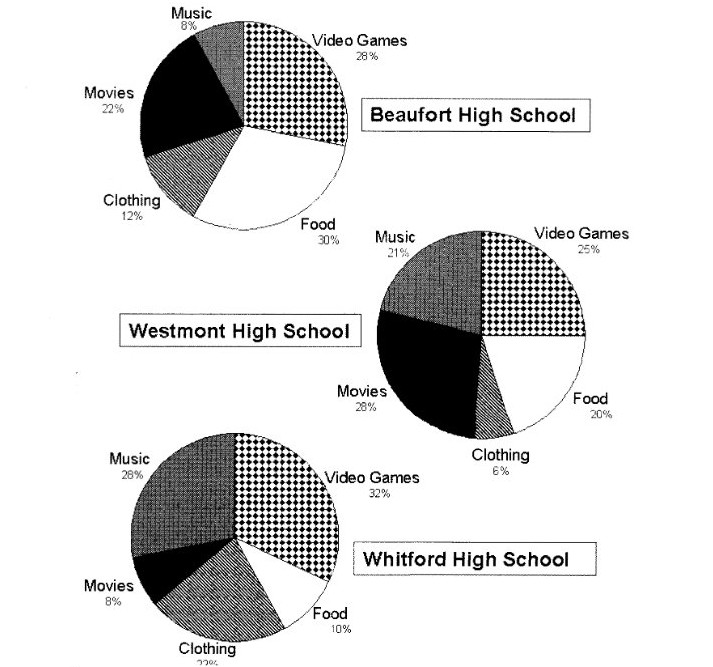 Music
8%
Video Games
28%
Movies
22%
Beaufort High School
Clothing
12%
Food
30%
Music
21%
Video Games
25%
Westmont High School
Movies
28%
Food
20%
Clothing
6%
Music
28%
Video Games
32%
Whitford High School
Movies
8%
Food
10%
Clothing